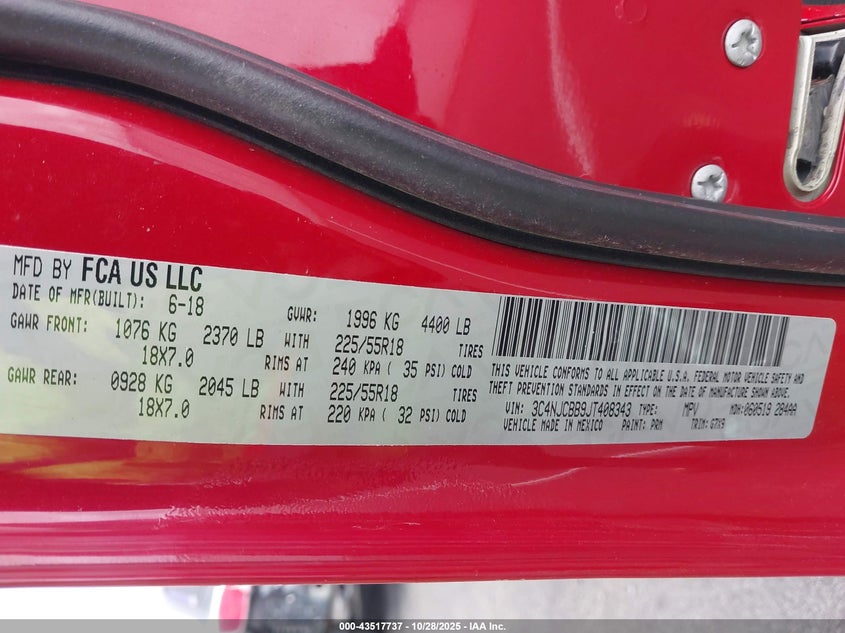 MFD BY FCA US LLC
DATE OF MFR(BUILT): 6-18 GVWR: 1996 KG 4400 LB
GAWR FRONT: 1076 KG 2370 LB WITH 225/55R18 TIRES
18X7.0 RIMS AT 240 KPA ( 35 PSI) COLD
GAWR REAR: 0928 KG 2045 LB WITH 225/55R18 TIRES
18X7.0 RIMS AT 220 KPA ( 32 PSI) COLD
THIS VEHICLE CONFORMS TO ALL APPLICABLE U.S.A. FEDERAL MOTOR VEHICLE SAFETY AND
THEFT PREVENTION STANDARDS IN EFFECT ON THE DATE OF MANUFACTURE SHOWN ABOVE.
VIN: 3C4NJCBB9JT408343 TYPE: MPV MDH: 060519 284AA
VEHICLE MADE IN MEXICO PAINT: PRM TRIM: G7X9
000-43517737 - 10/28/2025 - IAA Inc.